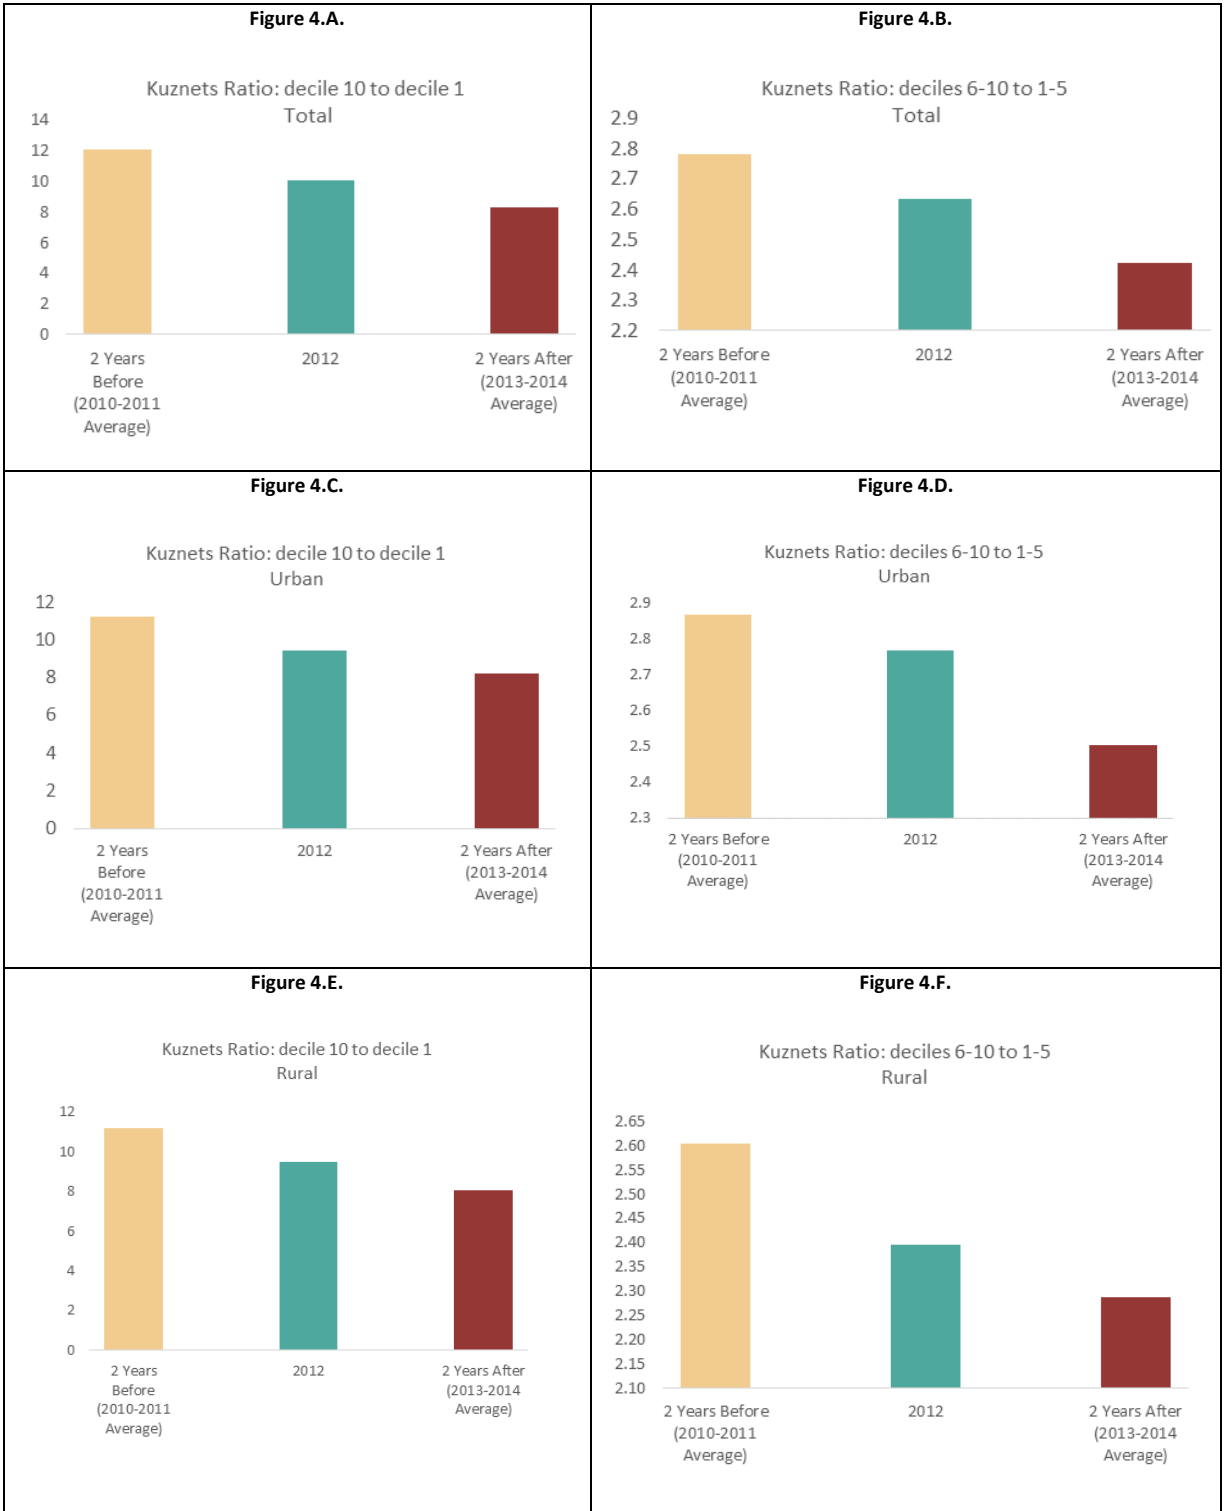 Figure 4.A.
Kuznets Ratio: decile 10 to decile 1
Total
14
12
10
8
6
4
2
0
2 Years
Before
(2010-2011
Average)
2012
2 Years After
(2013-2014
Average)
Figure 4.B.
Kuznets Ratio: deciles 6-10 to 1-5
Total
2.9
2.8
2.7
2.6
2.5
2.4
2.3
2.2
2 Years Before
(2010-2011
Average)
2012
2 Years After
(2013-2014
Average)
Figure 4.C.
Kuznets Ratio: decile 10 to decile 1
Urban
12
10
8
6
4
2
0
2 Years
Before
(2010-2011
Average)
2012
2 Years After
(2013-2014
Average)
Figure 4.D.
Kuznets Ratio: deciles 6-10 to 1-5
Urban
2.9
2.8
2.7
2.6
2.5
2.4
2.3
2 Years Before
(2010-2011
Average)
2012
2 Years After
(2013-2014
Average)
Figure 4.E.
Kuznets Ratio: decile 10 to decile 1
Rural
12
10
8
6
4
2
0
2 Years
Before
(2010-2011
Average)
2012
2 Years After
(2013-2014
Average)
Figure 4.F.
Kuznets Ratio: deciles 6-10 to 1-5
Rural
2.65
2.60
2.55
2.50
2.45
2.40
2.35
2.30
2.25
2.20
2.15
2.10
2 Years Before
(2010-2011
Average)
2012
2 Years After
(2013-2014
Average)